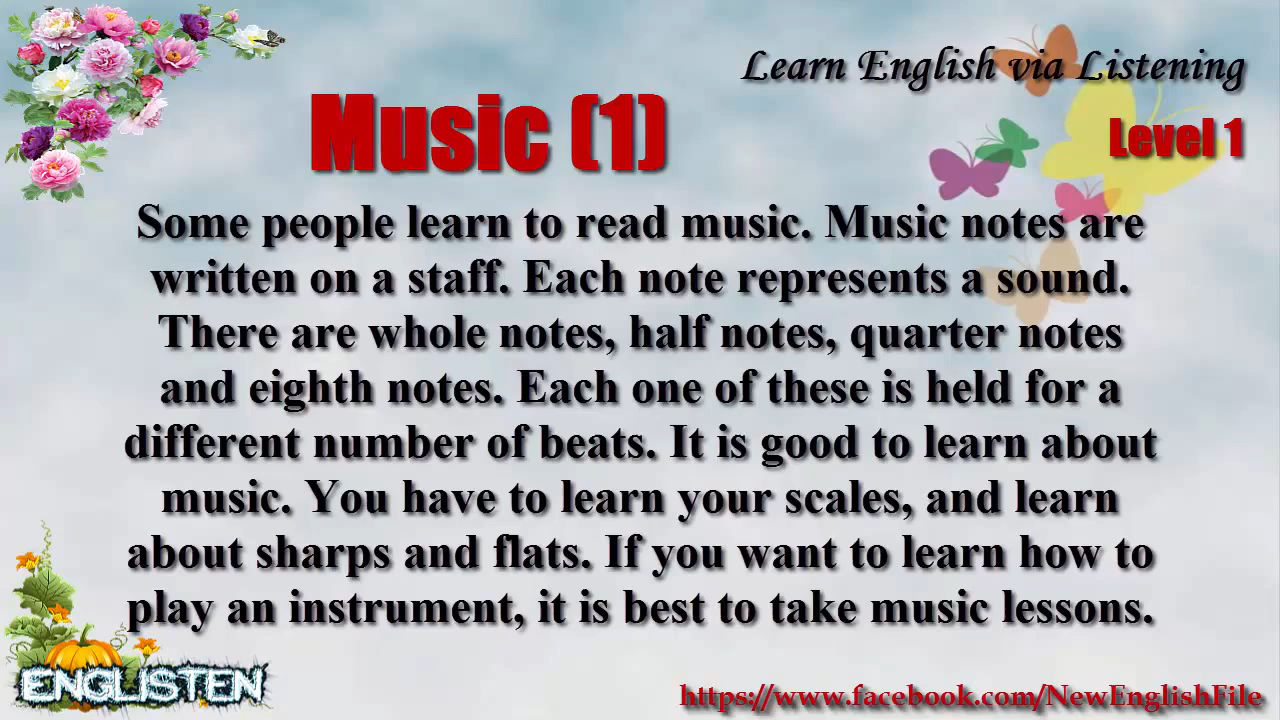 Learn English via Listening
Music (1)
Level 1
Some people learn to read music. Music notes are
written on a staff. Each note represents a sound.
There are whole notes, half notes, quarter notes
and eighth notes. Each one of these is held for a
different number of beats. It is good to learn about
music. You have to learn your scales, and learn
about sharps and flats. If you want to learn how to
play an instrument, it is best to take music lessons.
ENGLISTEN
https://www.facebook.com/NewEnglishFile